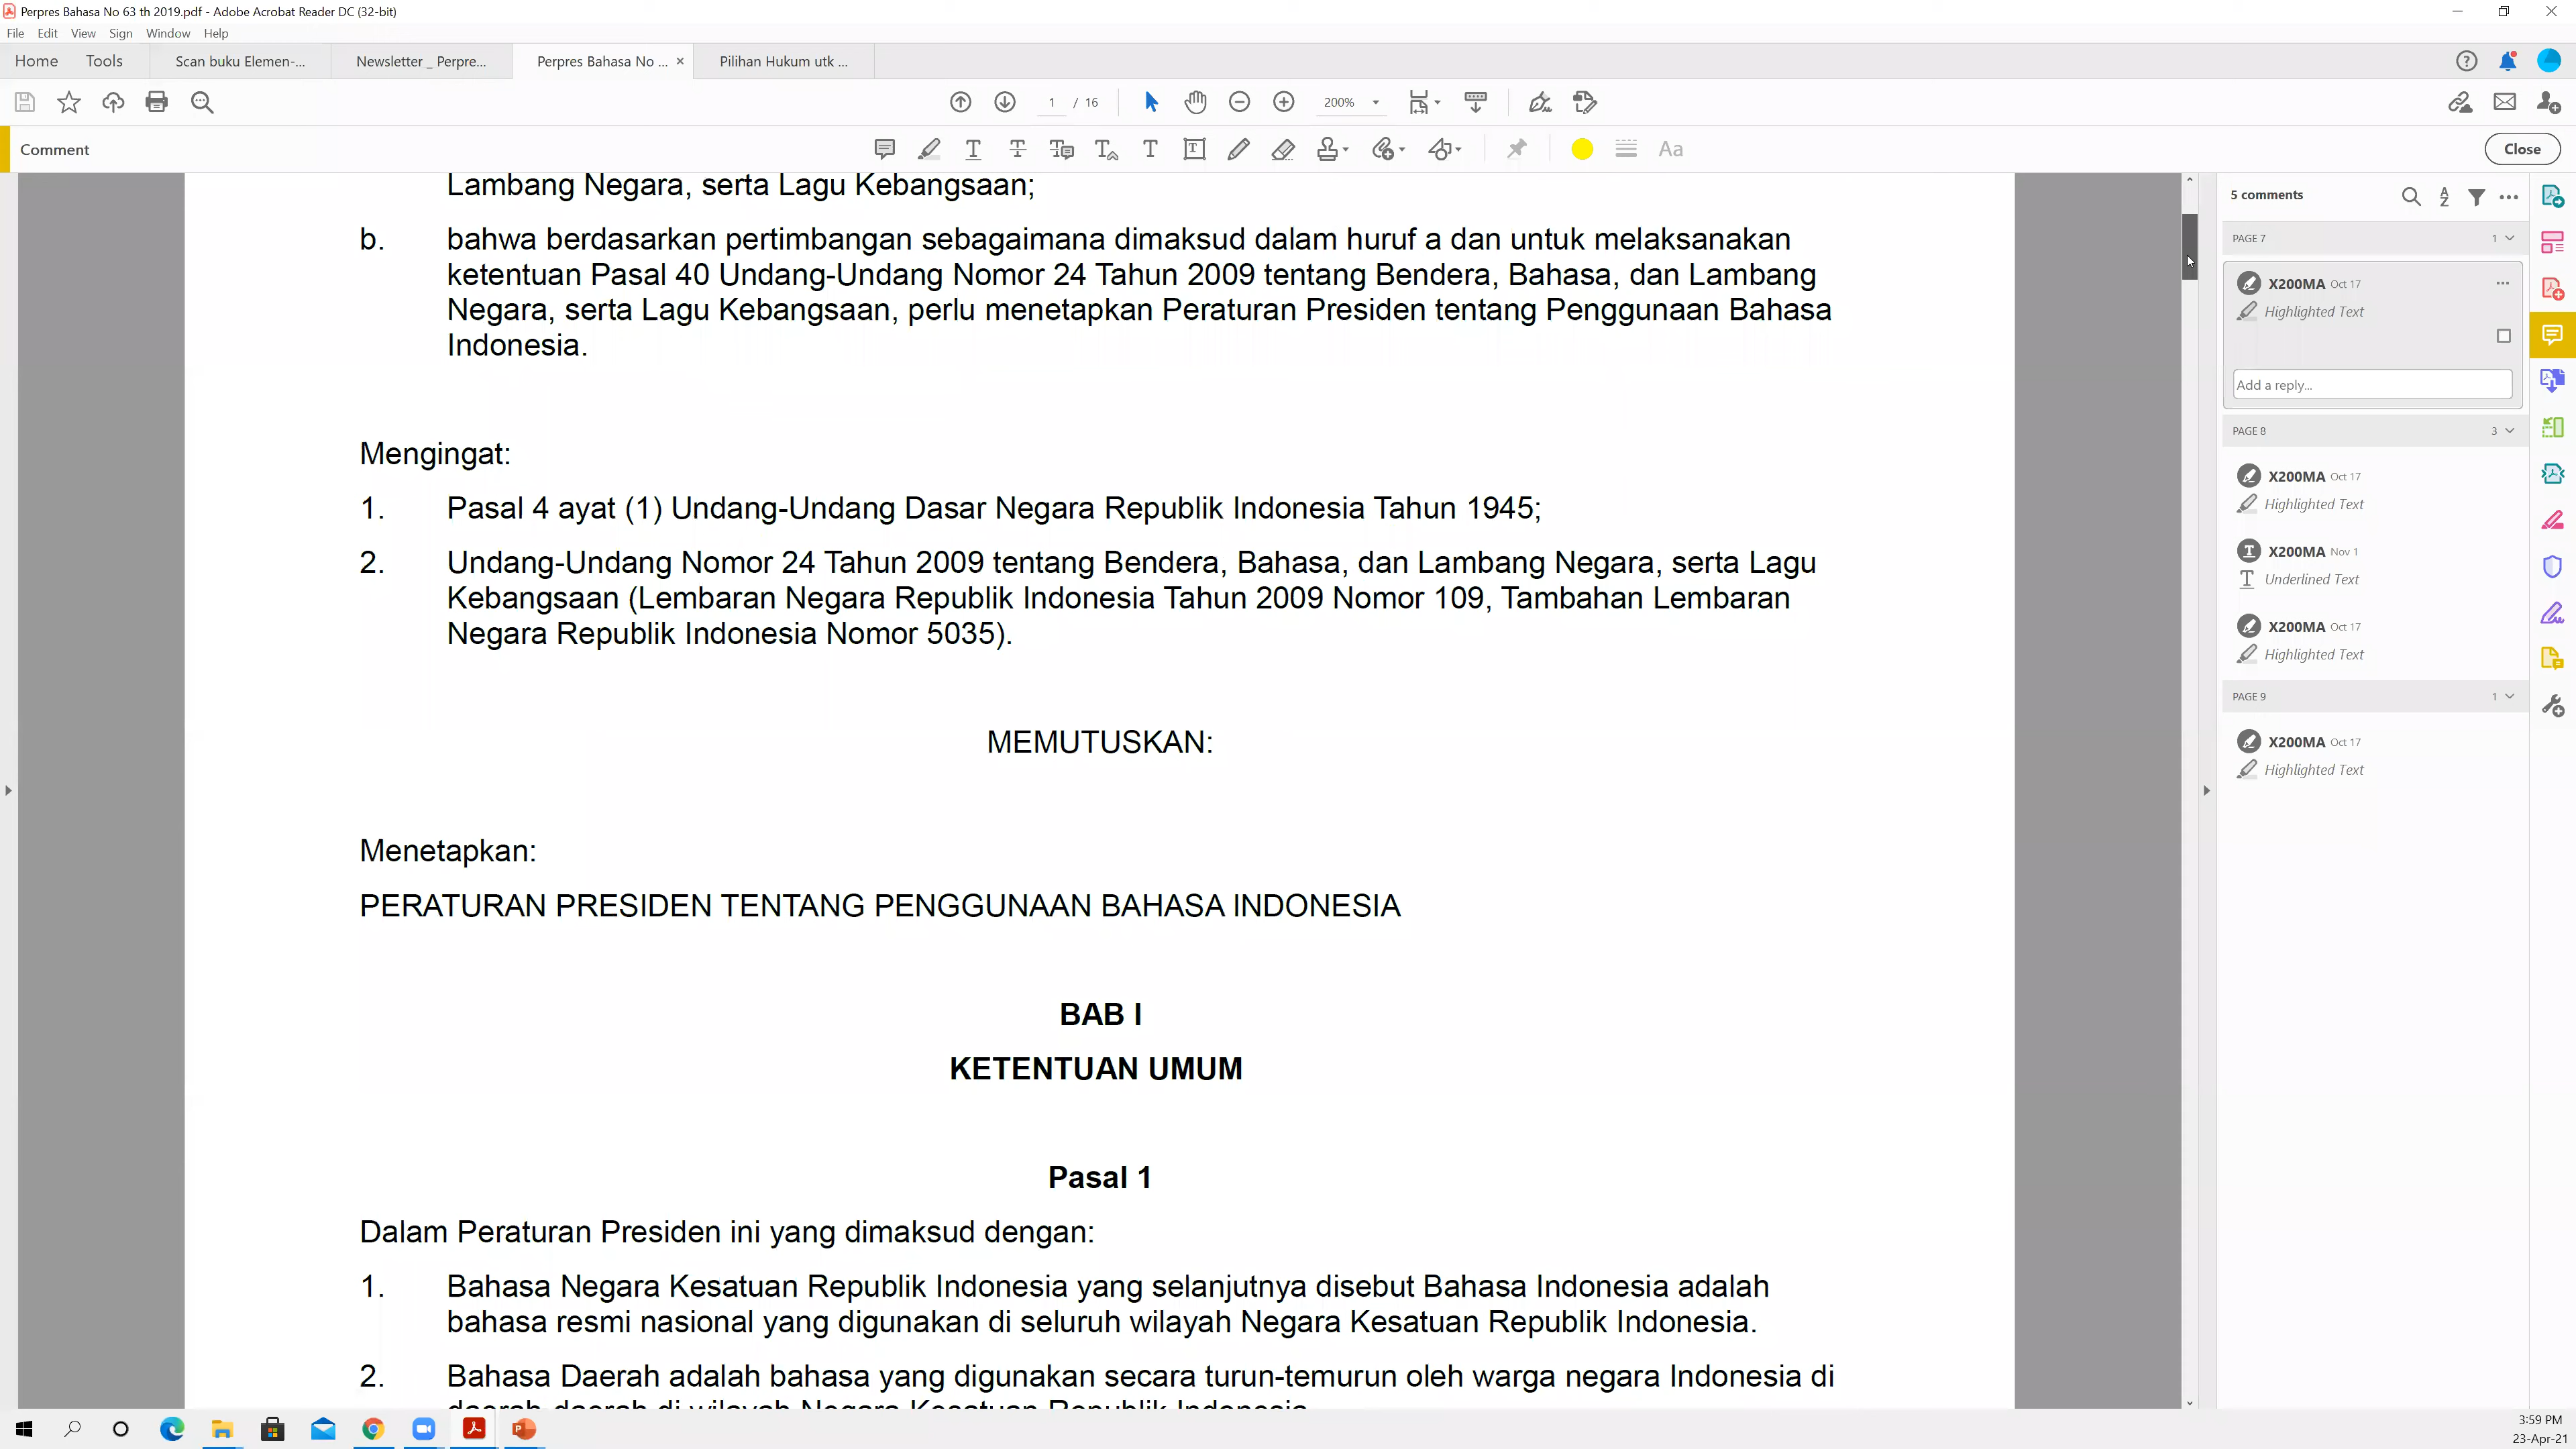 Perpres Bahasa No 63 th 2019.pdf - Adobe Acrobat Reader DC (32-bit)
File Edit View Sign Window Help
Home Tools Scan buku Elemen-... Newsletter _ Perpre... Perpres Bahasa No ... × Pilihan Hukum utk ...
1 / 16 200%
Comment
Aa
Close
Lambang Negara, serta Lagu Kebangsaan;
b. bahwa berdasarkan pertimbangan sebagaimana dimaksud dalam huruf a dan untuk melaksanakan
ketentuan Pasal 40 Undang-Undang Nomor 24 Tahun 2009 tentang Bendera, Bahasa, dan Lambang
Negara, serta Lagu Kebangsaan, perlu menetapkan Peraturan Presiden tentang Penggunaan Bahasa
Indonesia.
Mengingat:
1. Pasal 4 ayat (1) Undang-Undang Dasar Negara Republik Indonesia Tahun 1945;
2. Undang-Undang Nomor 24 Tahun 2009 tentang Bendera, Bahasa, dan Lambang Negara, serta Lagu
Kebangsaan (Lembaran Negara Republik Indonesia Tahun 2009 Nomor 109, Tambahan Lembaran
Negara Republik Indonesia Nomor 5035).
MEMUTUSKAN:
Menetapkan:
PERATURAN PRESIDEN TENTANG PENGGUNAAN BAHASA INDONESIA
BAB I
KETENTUAN UMUM
Pasal 1
Dalam Peraturan Presiden ini yang dimaksud dengan:
1. Bahasa Negara Kesatuan Republik Indonesia yang selanjutnya disebut Bahasa Indonesia adalah
bahasa resmi nasional yang digunakan di seluruh wilayah Negara Kesatuan Republik Indonesia.
2. Bahasa Daerah adalah bahasa yang digunakan secara turun-temurun oleh warga negara Indonesia di
daerah-daerah di wilayah Negara Kesatuan Republik Indonesia.
5 comments
PAGE 7 1
X200MA Oct 17
Highlighted Text
Add a reply...
PAGE 8 3
X200MA Oct 17
Highlighted Text
X200MA Nov 1
Underlined Text
X200MA Oct 17
Highlighted Text
PAGE 9 1
X200MA Oct 17
Highlighted Text
3:59 PM
23-Apr-21